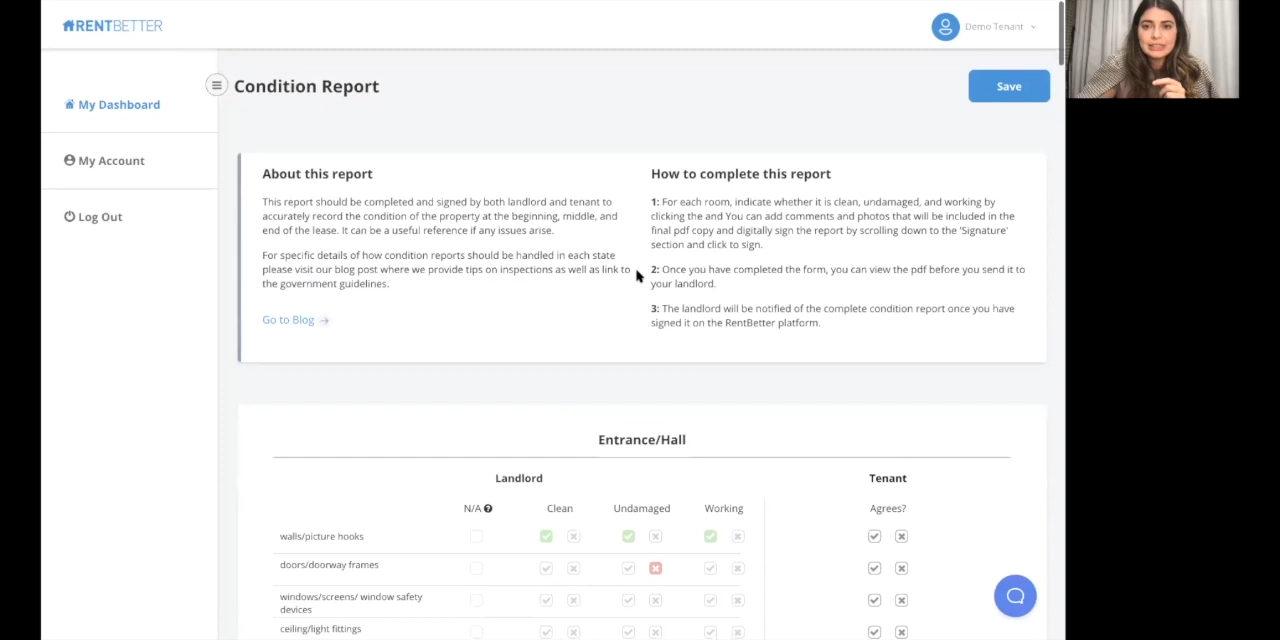 RENTBETTER
Demo Tenant
My Dashboard
My Account
Log Out
Condition Report
Save
About this report
This report should be completed and signed by both landlord and tenant to
accurately record the condition of the property at the beginning, middle, and
end of the lease. It can be a useful reference if any issues arise.
For specific details of how condition reports should be handled in each state
please visit our blog post where we provide tips on inspections as well as link to
the government guidelines.
Go to Blog →
How to complete this report
1: For each room, indicate whether it is clean, undamaged, and working by
clicking the and You can add comments and photos that will be included in the
final pdf copy and digitally sign the report by scrolling down to the 'Signature'
section and click to sign.
2: Once you have completed the form, you can view the pdf before you send it to
your landlord.
3: The landlord will be notified of the complete condition report once you have
signed it on the RentBetter platform.
Entrance/Hall
Landlord
Tenant
N/A ?
Clean
Undamaged
Working
Agrees?
walls/picture hooks
doors/doorway frames
windows/screens/ window safety
devices
ceiling/light fittings